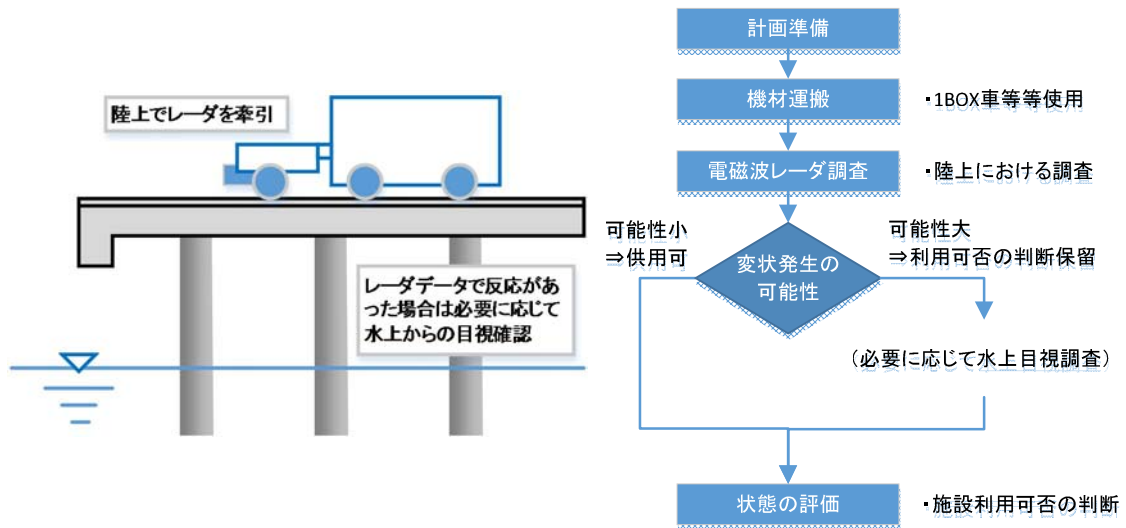 陸上でレーダを牽引
レーダデータで反応があ
った場合は必要に応じて
水上からの目視確認
計画準備
機材運搬
・1BOX車等等使用
電磁波レーダ調査
・陸上における調査
可能性小
⇒供用可
変状発生の
可能性
可能性大
⇒利用可否の判断保留
（必要に応じて水上目視調査）
状態の評価
・施設利用可否の判断